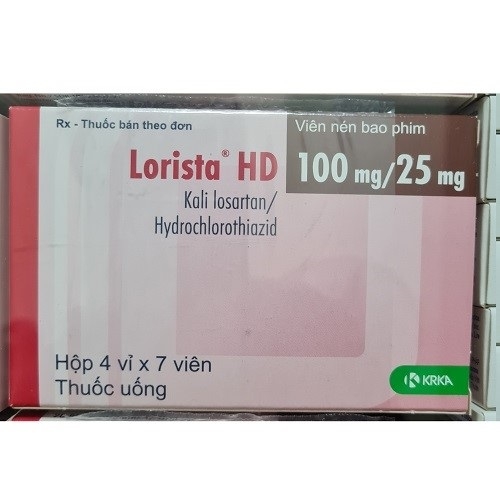 Rx - Thuốc bán theo đơn
Viên nén bao phim
Lorista® HD
100 mg/25 mg
Kali losartan/
Hydrochlorothiazid
Hộp 4 vỉ x 7 viên
Thuốc uống
KRKA